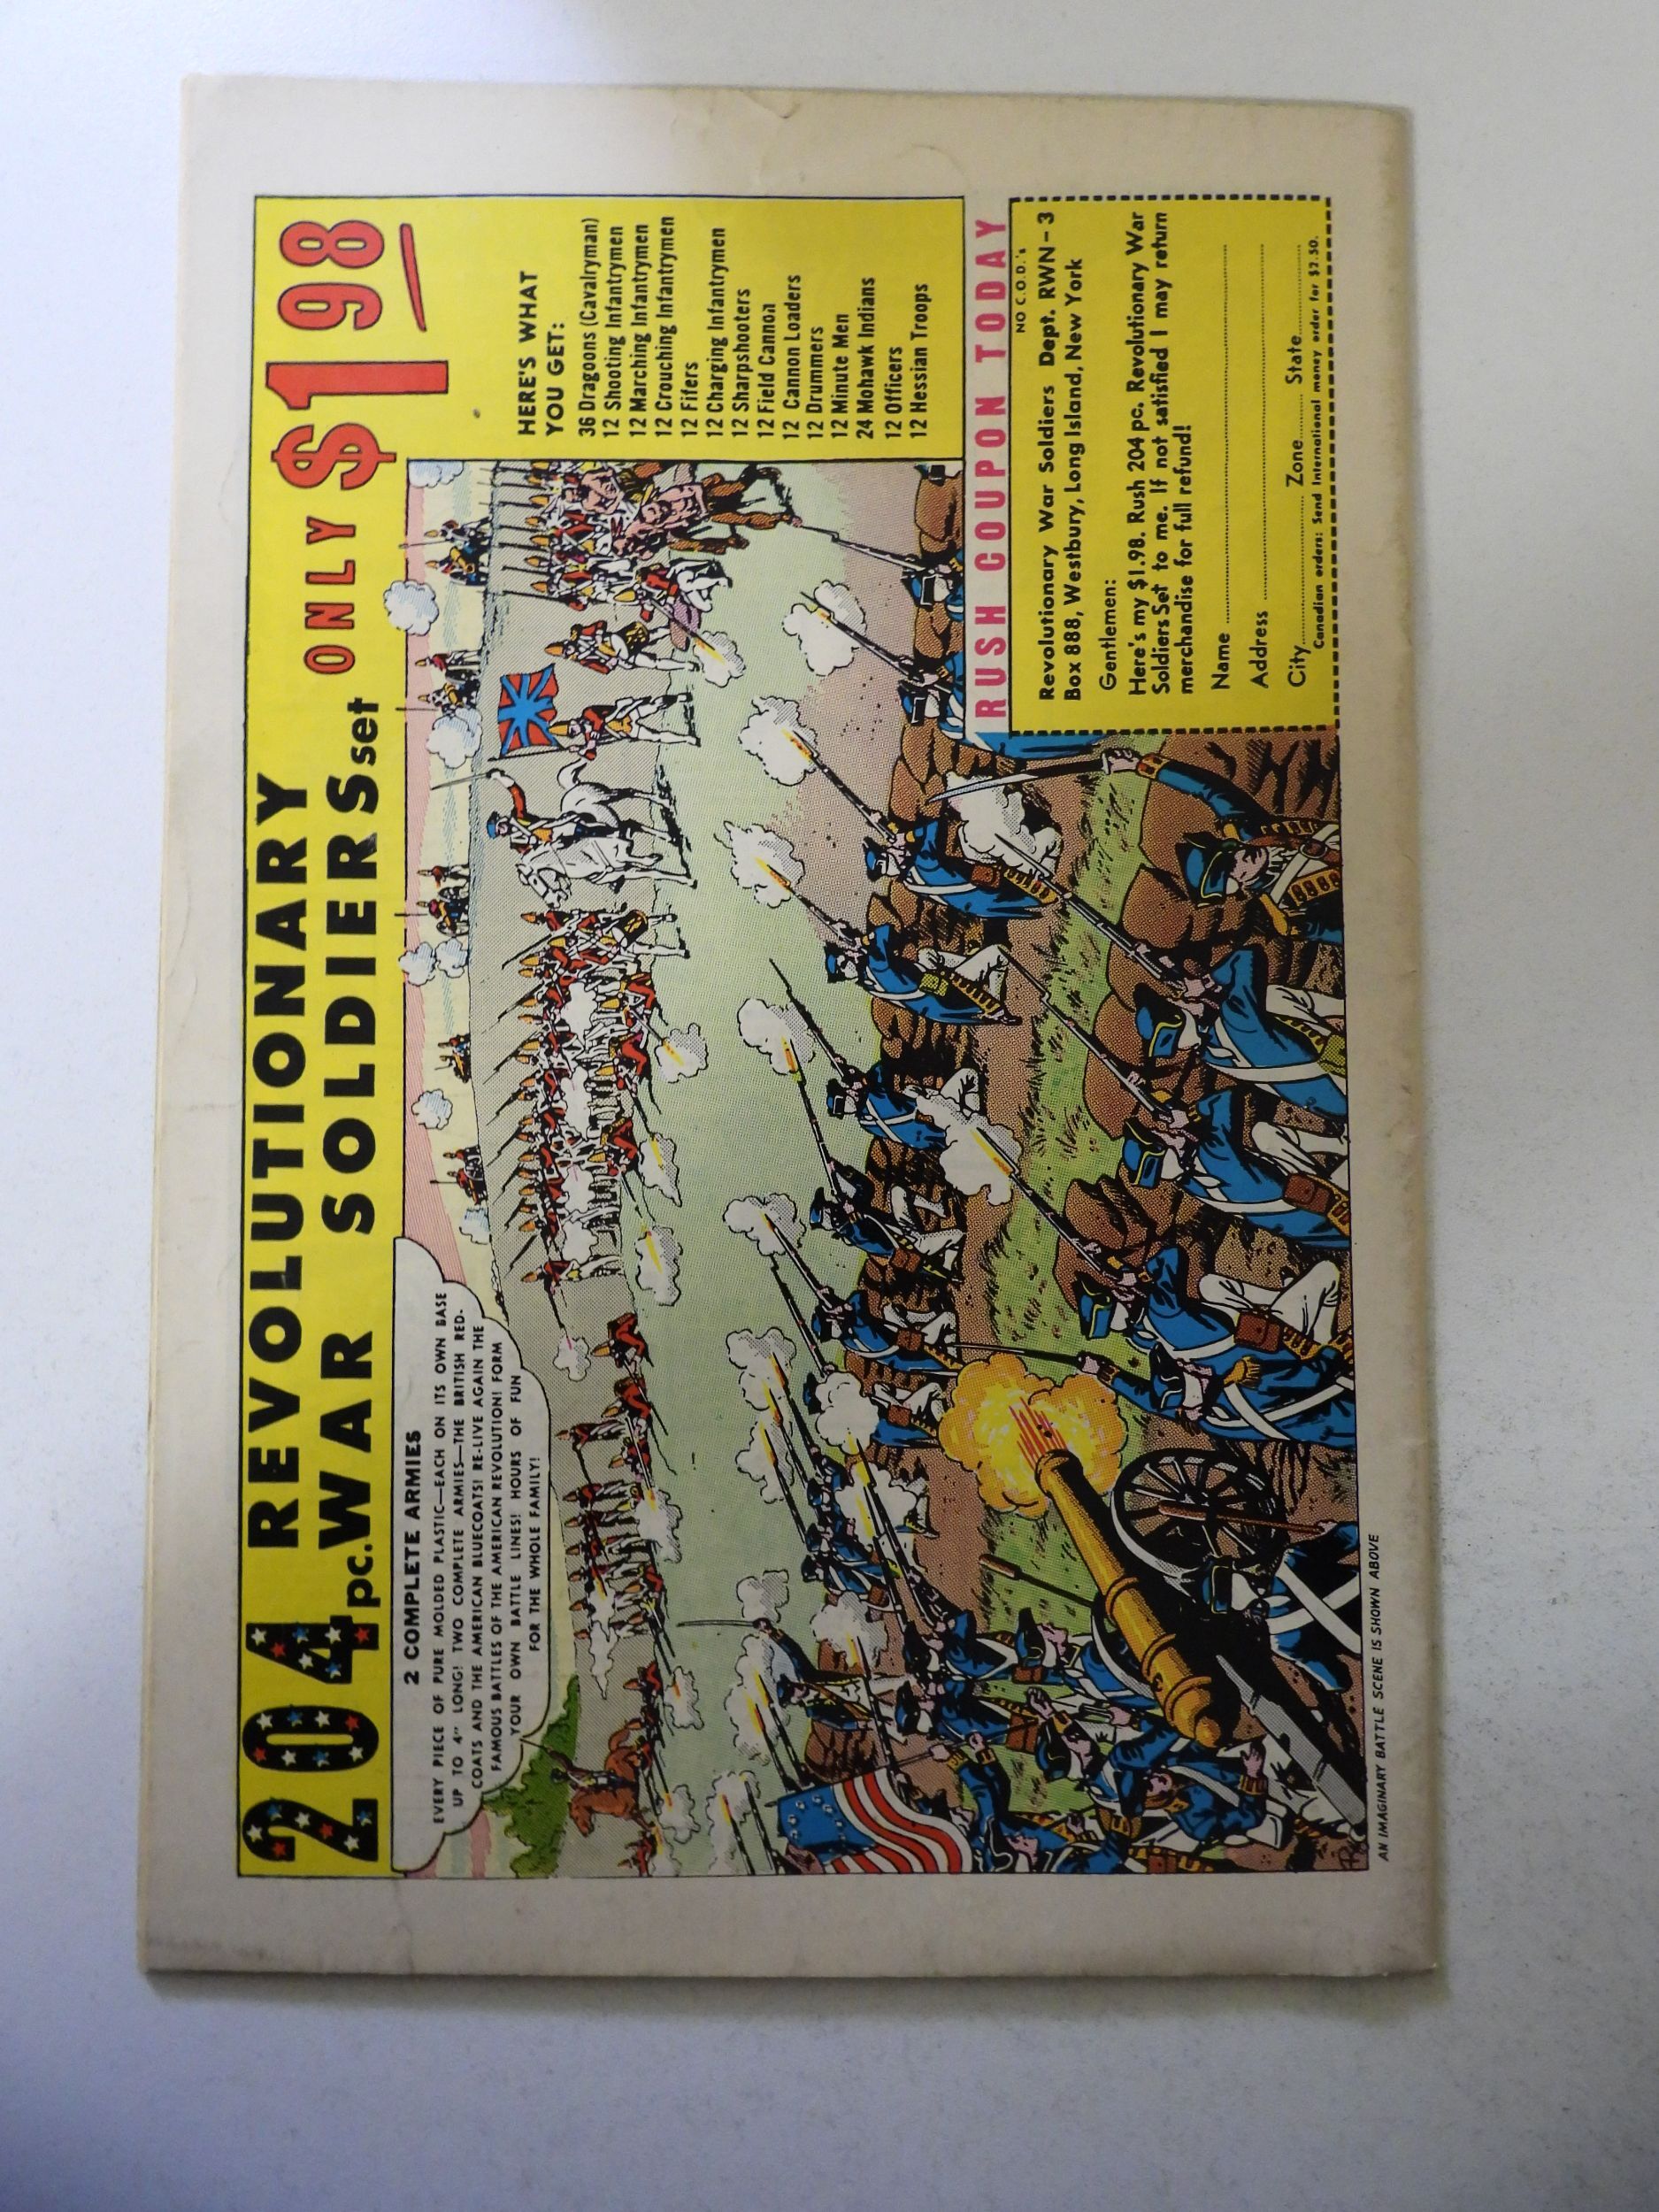 204 pc. REVOLUTIONARY
WAR SOLDIERS set
ONLY $1 98
2 COMPLETE ARMIES
EVERY PIECE OF PURE MOLDED PLASTIC—EACH ON ITS OWN BASE
UP TO 4" LONG! TWO COMPLETE ARMIES—THE BRITISH RED-
COATS AND THE AMERICAN BLUECOATS! RE-LIVE AGAIN THE
FAMOUS BATTLES OF THE AMERICAN REVOLUTION! FORM
YOUR OWN BATTLE LINES! HOURS OF FUN
FOR THE WHOLE FAMILY!
HERE'S WHAT
YOU GET:
36 Dragoons (Cavalryman)
12 Shooting Infantrymen
12 Marching Infantrymen
12 Crouching Infantrymen
12 Fifers
12 Charging Infantrymen
12 Sharpshooters
12 Field Cannon
12 Cannon Loaders
12 Drummers
12 Minute Men
24 Mohawk Indians
12 Officers
12 Hessian Troops
RUSH COUPON TODAY
NO C.O.D.'s
Revolutionary War Soldiers Dept. RWN-3
Box 888, Westbury, Long Island, New York
Gentlemen:
Here's my $1.98. Rush 204 pc. Revolutionary War
Soldiers Set to me. If not satisfied I may return
merchandise for full refund!
Name
Address
City Zone State
Canadian orders: Send International money order for $2.50.
AN IMAGINARY BATTLE SCENE IS SHOWN ABOVE